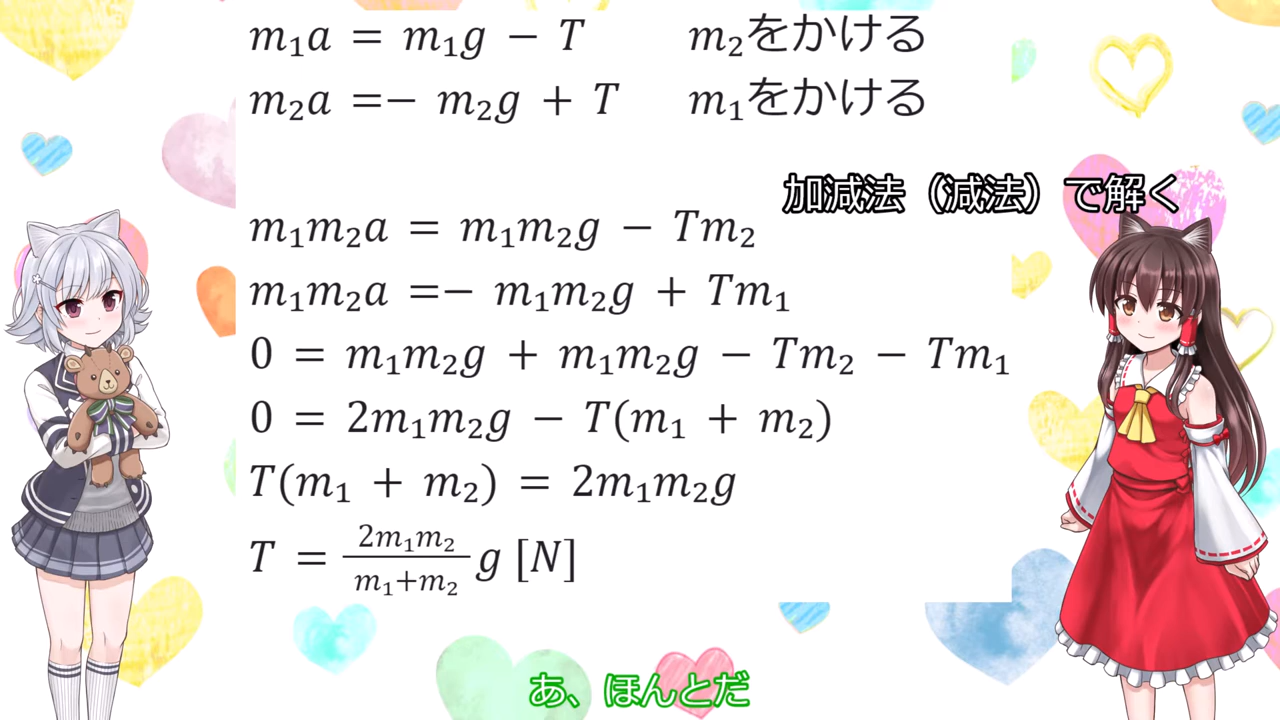 m₁a = m₁g − T m₂をかける
m₂a =− m₂g + T m₁をかける
加減法（減法）で解く
m₁m₂a = m₁m₂g − Tm₂
m₁m₂a =− m₁m₂g + Tm₁
0 = m₁m₂g + m₁m₂g − Tm₂ − Tm₁
0 = 2m₁m₂g − T(m₁ + m₂)
T(m₁ + m₂) = 2m₁m₂g
T = \frac{2m₁m₂}{m₁+m₂} g [N]
あ、ほんとだ